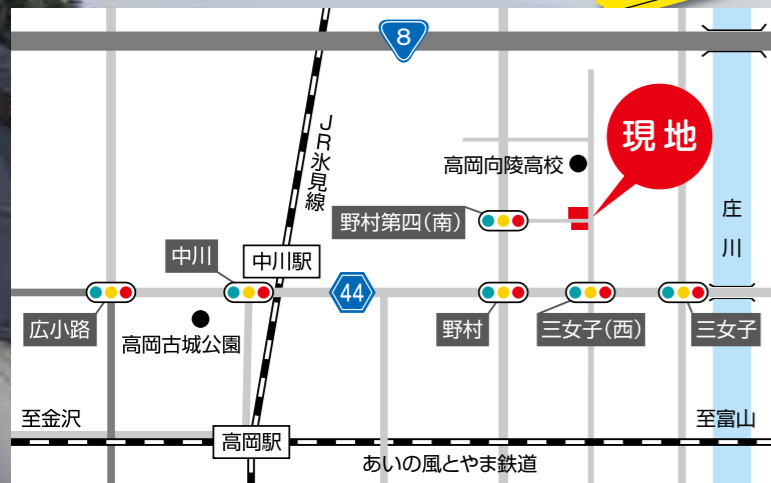 8
JR氷見線
現地
高岡向陵高校
野村第四(南)
庄川
中川
中川駅
44
広小路
高岡古城公園
野村
三女子(西)
三女子
至金沢
至富山
高岡駅
あいの風とやま鉄道